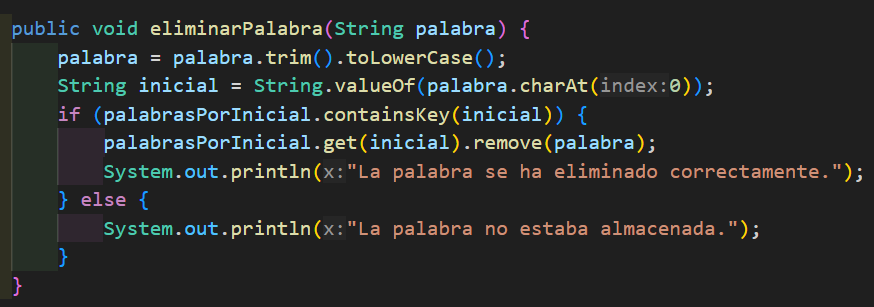 public void eliminarPalabra(String palabra) {
palabra = palabra.trim().toLowerCase();
String inicial = String.valueOf(palabra.charAt(index:0));
if (palabrasPorInicial.containsKey(inicial)) {
palabrasPorInicial.get(inicial).remove(palabra);
System.out.println(x:"La palabra se ha eliminado correctamente.");
} else {
System.out.println(x:"La palabra no estaba almacenada.");
}
}